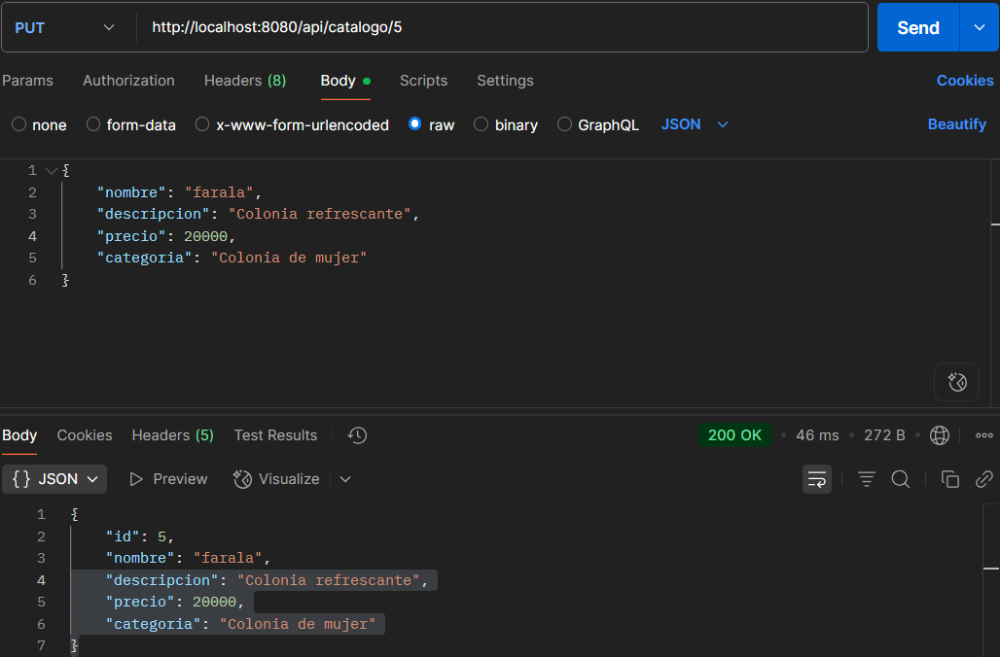 PUT http://localhost:8080/api/catalogo/5 Send
Params Authorization Headers (8) Body Scripts Settings Cookies
none form-data x-www-form-urlencoded raw binary GraphQL JSON Beautify
1 {
2 "nombre": "farala",
3 "descripcion": "Colonia refrescante",
4 "precio": 20000,
5 "categoria": "Colonia de mujer"
6 }
Body Cookies Headers (5) Test Results 200 OK • 46 ms • 272 B •
{} JSON Preview Visualize
1 {
2 "id": 5,
3 "nombre": "farala",
4 "descripcion": "Colonia refrescante",
5 "precio": 20000,
6 "categoria": "Colonia de mujer"
7 }